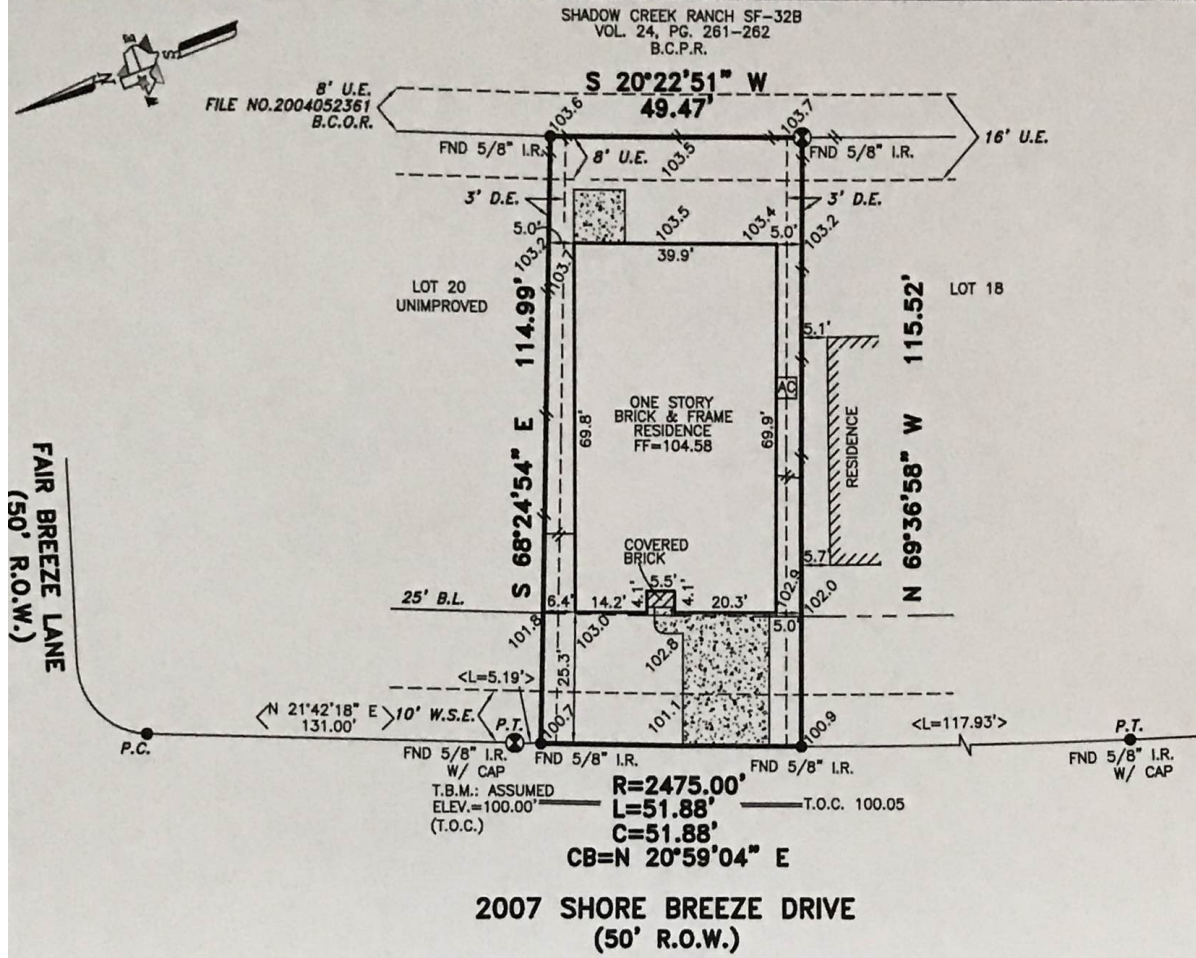 SHADOW CREEK RANCH SF-32B
VOL. 24, PG. 261-262
B.C.P.R.
N
E
S
W
8' U.E.
FILE NO.2004052361
B.C.O.R.
S 20°22'51" W
49.47'
103.6
103.7
16' U.E.
FND 5/8" I.R.
8' U.E.
103.5
FND 5/8" I.R.
3' D.E.
3' D.E.
5.0'
103.2
103.7
103.5
103.4
5.0'
103.2
39.9'
LOT 20
UNIMPROVED
S 68°24'54" E 114.99'
LOT 18
N 69°36'58" W 115.52'
5.1'
AC
ONE STORY
BRICK & FRAME
RESIDENCE
FF=104.58
69.8'
69.9'
RESIDENCE
5.7'
COVERED
BRICK
5.5'
4.1'
4.1'
102.9
102.0
25' B.L.
6.4'
14.2'
20.3'
5.0'
101.8
103.0
102.8
25.3'
<L=5.19'>
101.1
100.7
100.9
FAIR BREEZE LANE
(50' R.O.W.)
P.C.
N 21°42'18" E
131.00'
10' W.S.E.
P.T.
<L=117.93'>
P.T.
FND 5/8" I.R.
W/ CAP
FND 5/8" I.R.
FND 5/8" I.R.
FND 5/8" I.R.
W/ CAP
T.B.M.: ASSUMED
ELEV.=100.00'
(T.O.C.)
R=2475.00'
L=51.88'
C=51.88'
CB=N 20°59'04" E
T.O.C. 100.05
2007 SHORE BREEZE DRIVE
(50' R.O.W.)